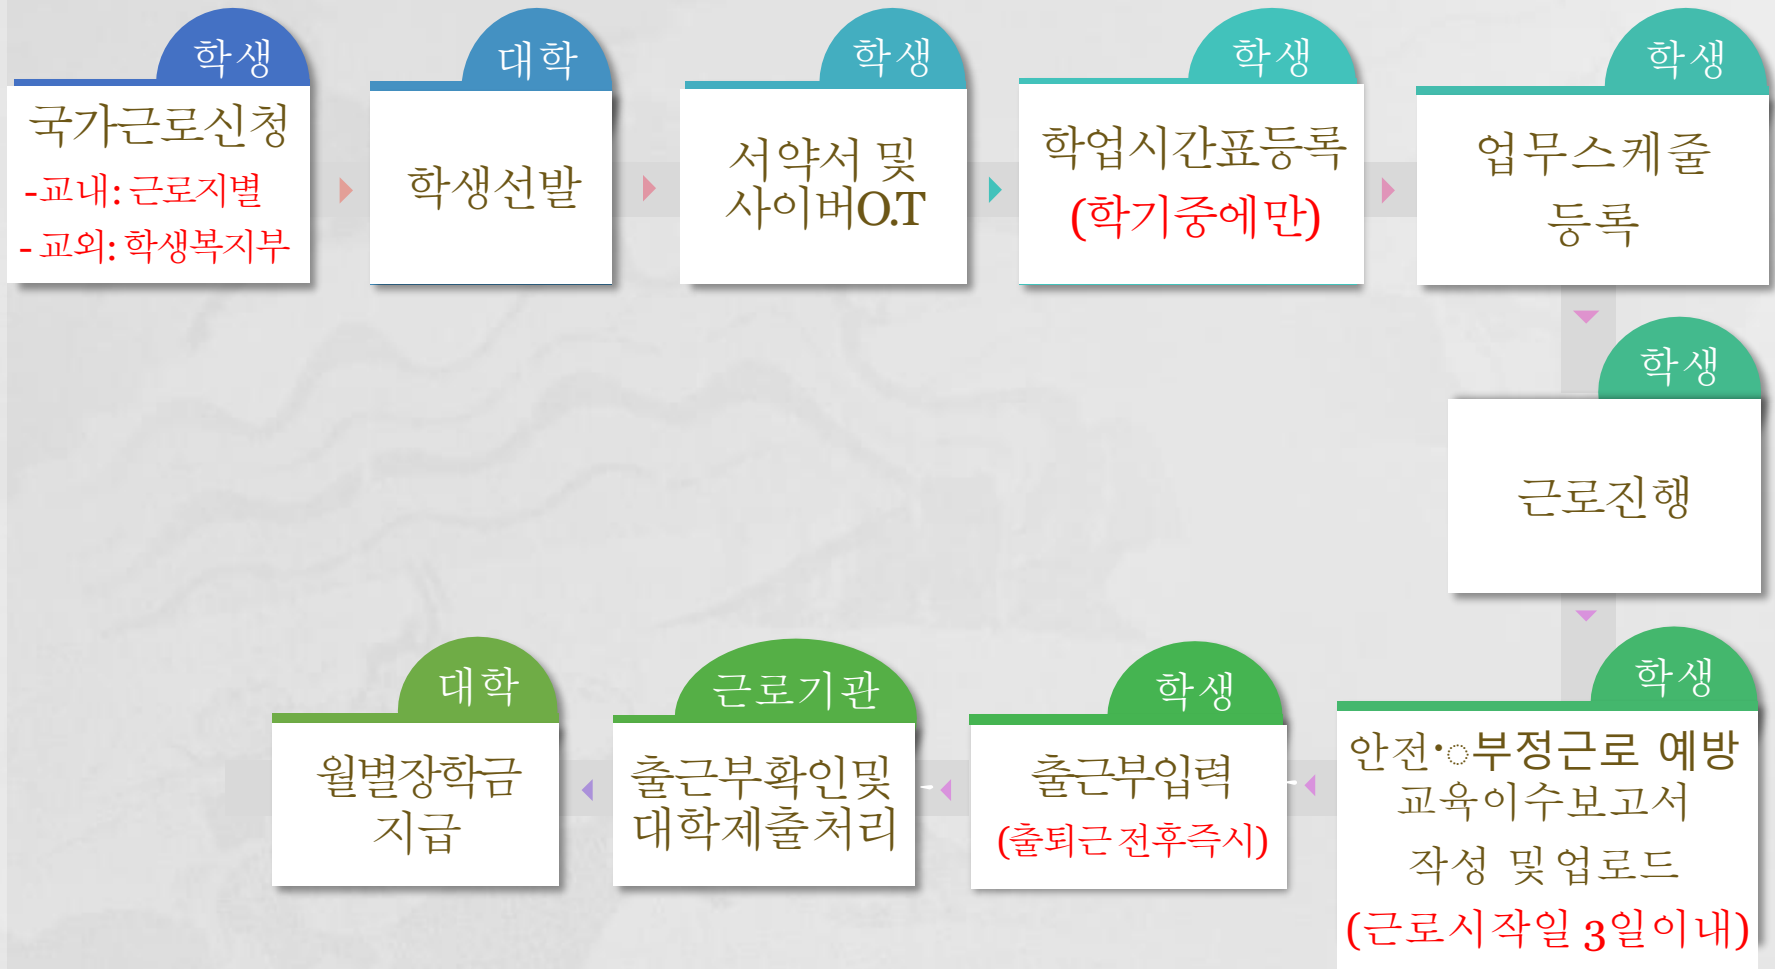 학생
국가근로신청
-교내: 근로지별
- 교외: 학생복지부
대학
학생선발
학생
서약서 및
사이버O.T
학생
학업시간표등록
(학기중에만)
학생
업무스케줄
등록
학생
근로진행
학생
안전·◌부정근로 예방
교육이수보고서
작성 및 업로드
(근로시작일 3일이내)
학생
출근부입력
(출퇴근 전후즉시)
근로기관
출근부확인및
대학제출처리
대학
월별장학금
지급